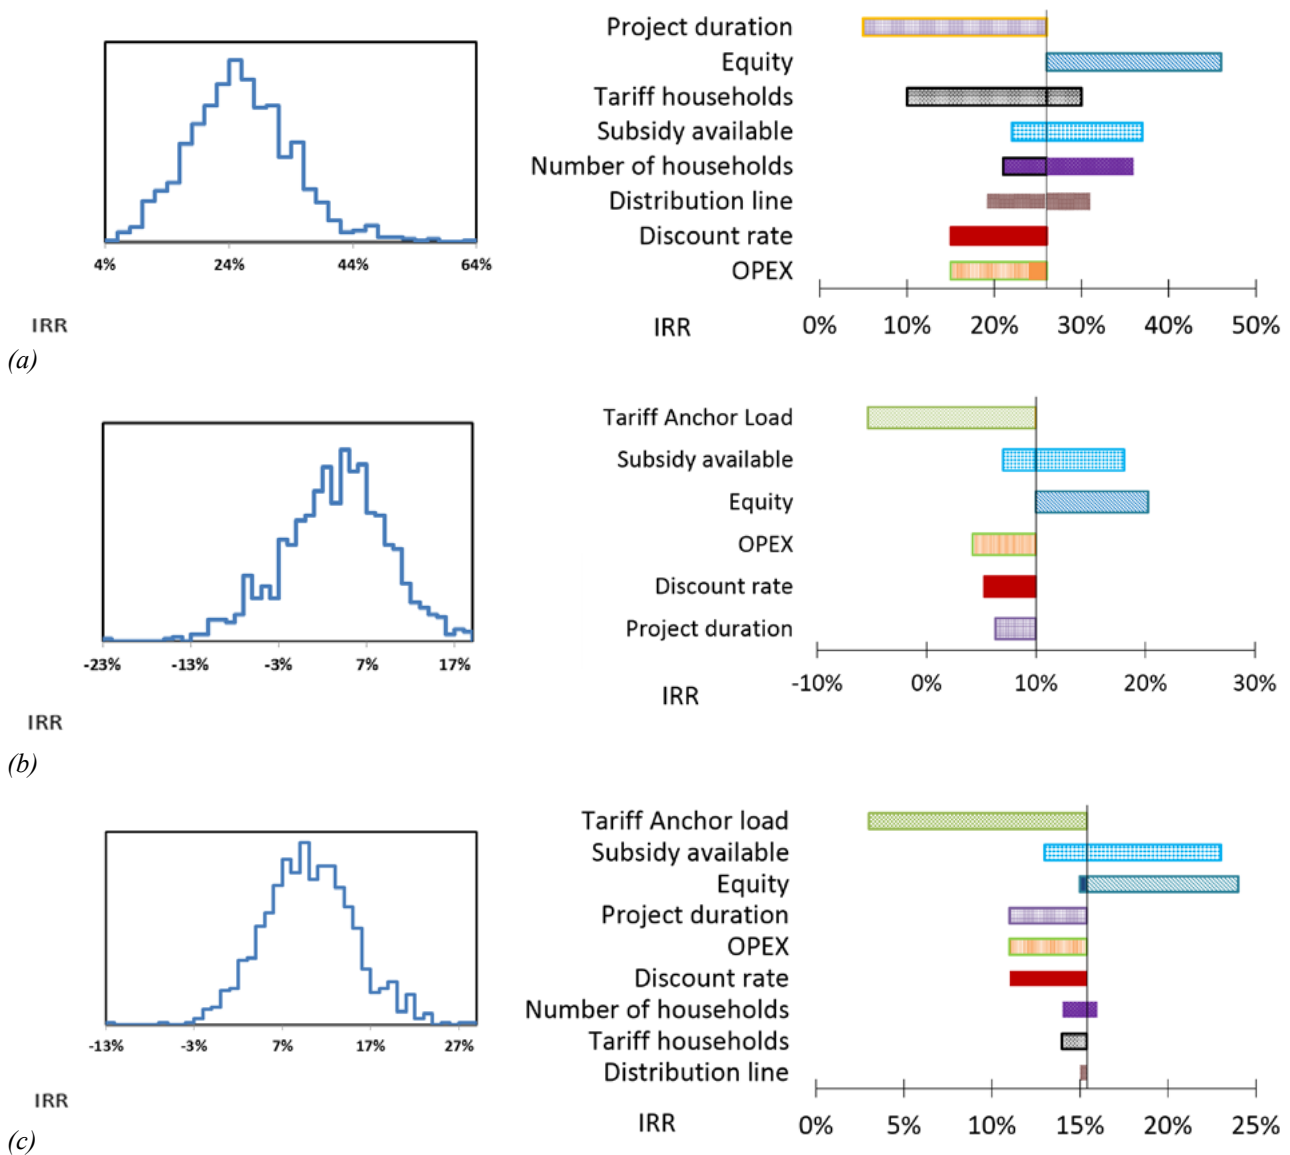 4% 24% 44% 64%
IRR
Project duration
Equity
Tariff households
Subsidy available
Number of households
Distribution line
Discount rate
OPEX
IRR 0% 10% 20% 30% 40% 50%
(a)
-23% -13% -3% 7% 17%
IRR
Tariff Anchor Load
Subsidy available
Equity
OPEX
Discount rate
Project duration
-10% 0% 10% 20% 30%
IRR
(b)
-13% -3% 7% 17% 27%
IRR
Tariff Anchor load
Subsidy available
Equity
Project duration
OPEX
Discount rate
Number of households
Tariff households
Distribution line
IRR 0% 5% 10% 15% 20% 25%
(c)